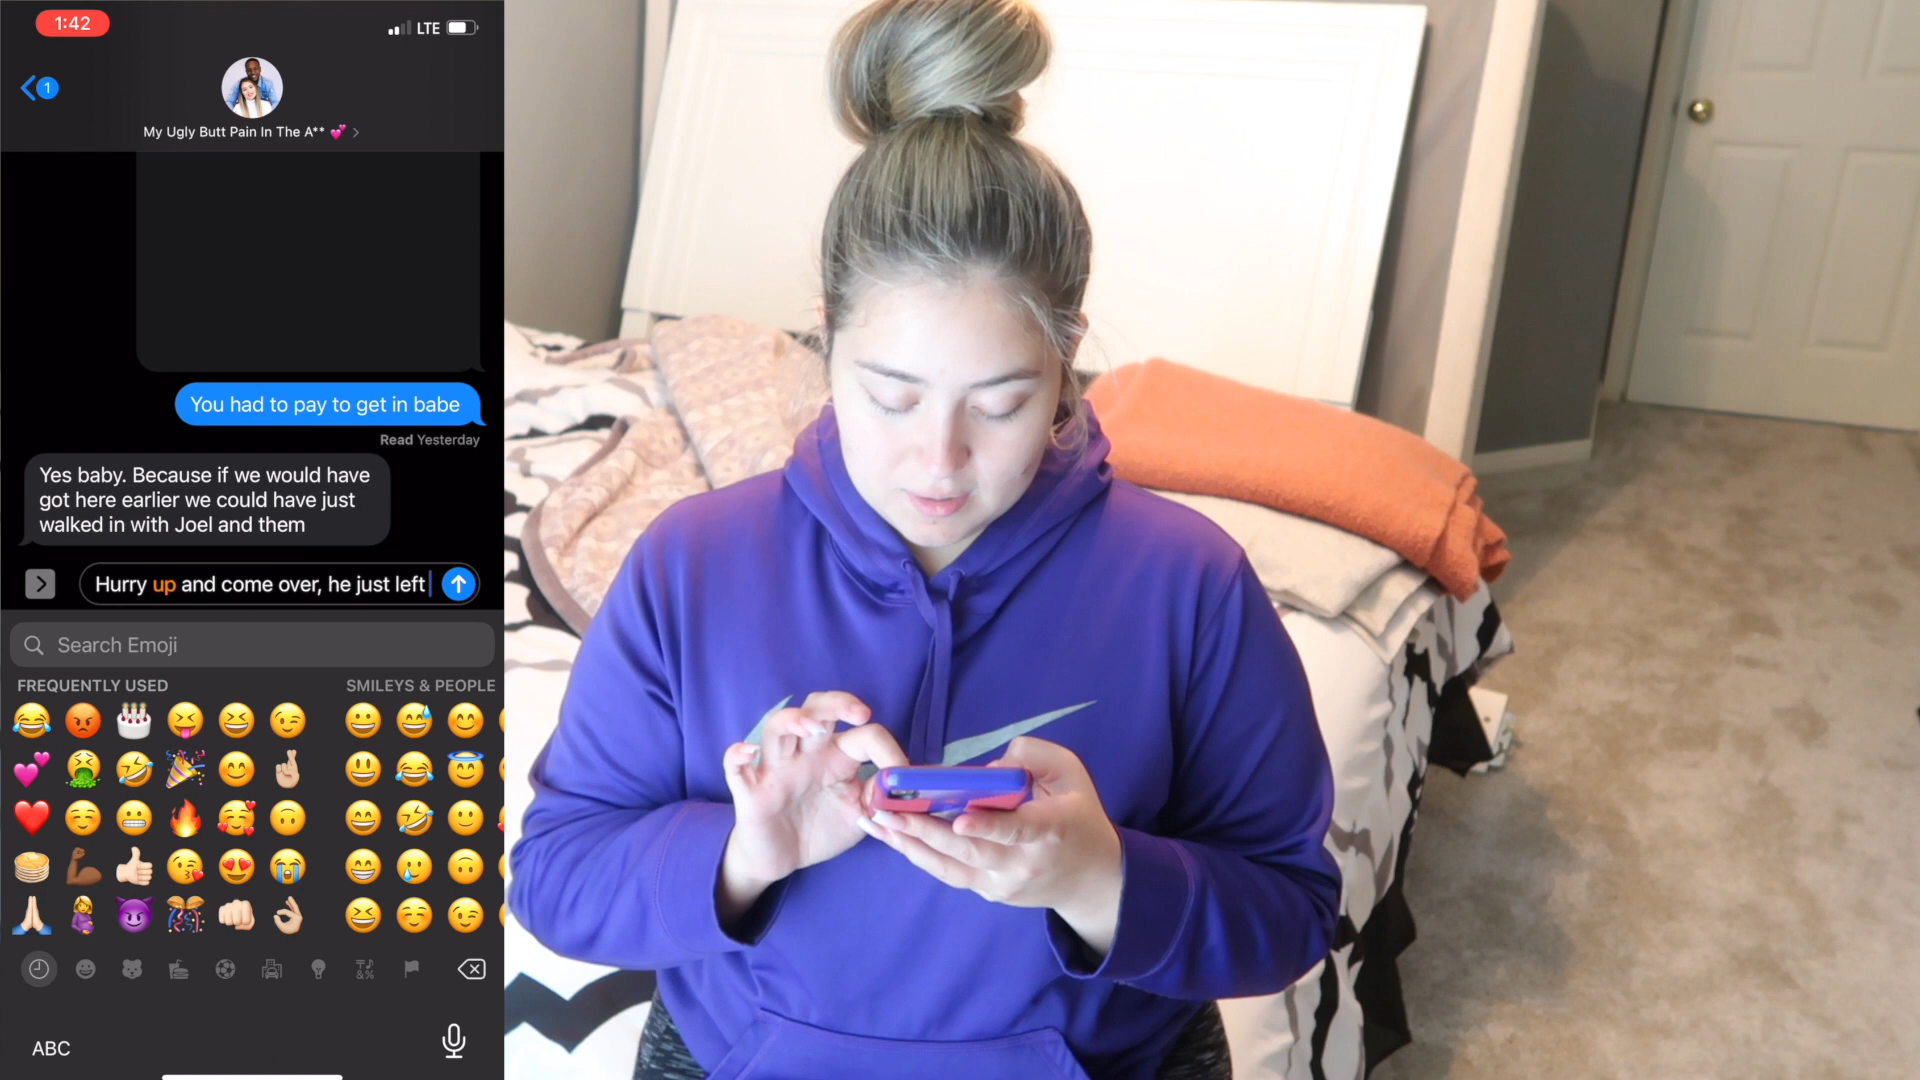 1:42
LTE
1
My Ugly Butt Pain In The A** 💕 >
You had to pay to get in babe
Read Yesterday
Yes baby. Because if we would have
got here earlier we could have just
walked in with Joel and them
Hurry up and come over, he just left
Search Emoji
FREQUENTLY USED
SMILEYS & PEOPLE
ABC